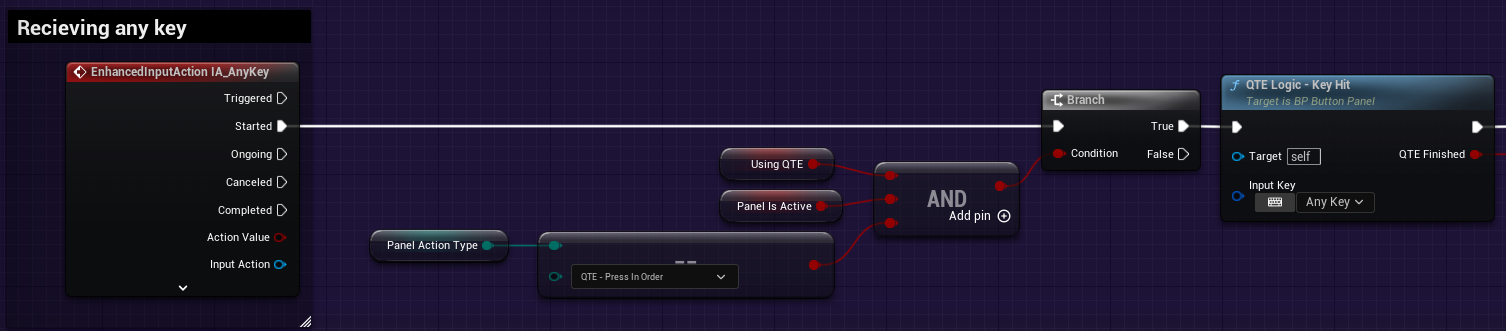 Recieving any key
EnhancedInputAction IA_AnyKey
Triggered
Started
Ongoing
Canceled
Completed
Action Value
Input Action
Using QTE
Panel Is Active
Panel Action Type
==
QTE - Press In Order
AND
Add pin
Branch
True
Condition
False
QTE Logic - Key Hit
Target is BP Button Panel
Target self
QTE Finished
Input Key
Any Key